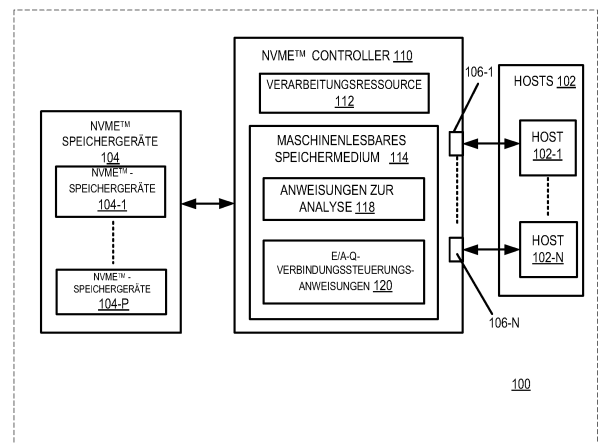 NVME™
SPEICHERGERÄTE
104
NVME™ -
SPEICHERGERÄTE
104-1
NVME™ -
SPEICHERGERÄTE
104-P
NVME™ CONTROLLER 110
VERARBEITUNGSRESSOURCE
112
MASCHINENLESBARES
SPEICHERMEDIUM 114
ANWEISUNGEN ZUR
ANALYSE 118
E/A-Q-
VERBINDUNGSSTEUERUNGS-
ANWEISUNGEN 120
106-1
106-N
HOSTS 102
HOST
102-1
HOST
102-N
100